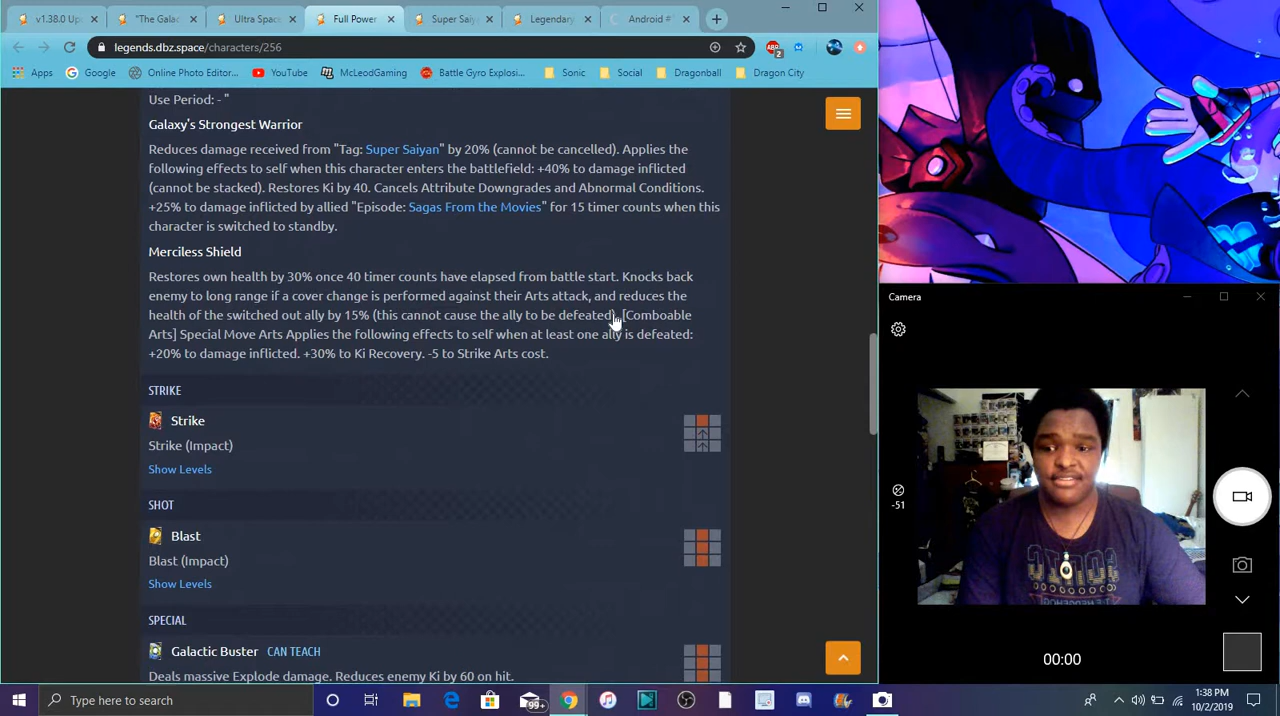 v1.38.0 Up
"The Galac
Ultra Spac
Full Power
Super Saiy
Legendary
Android #
legends.dbz.space/characters/256
Apps
Google
Online Photo Editor...
YouTube
McLeodGaming
Battle Gyro Explosi...
Sonic
Social
Dragonball
Dragon City
Use Period: - "
Galaxy's Strongest Warrior
Reduces damage received from "Tag: Super Saiyan" by 20% (cannot be cancelled). Applies the
following effects to self when this character enters the battlefield: +40% to damage inflicted
(cannot be stacked). Restores Ki by 40. Cancels Attribute Downgrades and Abnormal Conditions.
+25% to damage inflicted by allied "Episode: Sagas From the Movies" for 15 timer counts when this
character is switched to standby.
Merciless Shield
Restores own health by 30% once 40 timer counts have elapsed from battle start. Knocks back
enemy to long range if a cover change is performed against their Arts attack, and reduces the
health of the switched out ally by 15% (this cannot cause the ally to be defeated). [Comboable
Arts] Special Move Arts Applies the following effects to self when at least one ally is defeated:
+20% to damage inflicted. +30% to Ki Recovery. -5 to Strike Arts cost.
STRIKE
Strike
Strike (Impact)
Show Levels
SHOT
Blast
Blast (Impact)
Show Levels
SPECIAL
Galactic Buster CAN TEACH
Deals massive Explode damage. Reduces enemy Ki by 60 on hit.
Camera
-51
00:00
Type here to search
99+
1:38 PM
10/2/2019